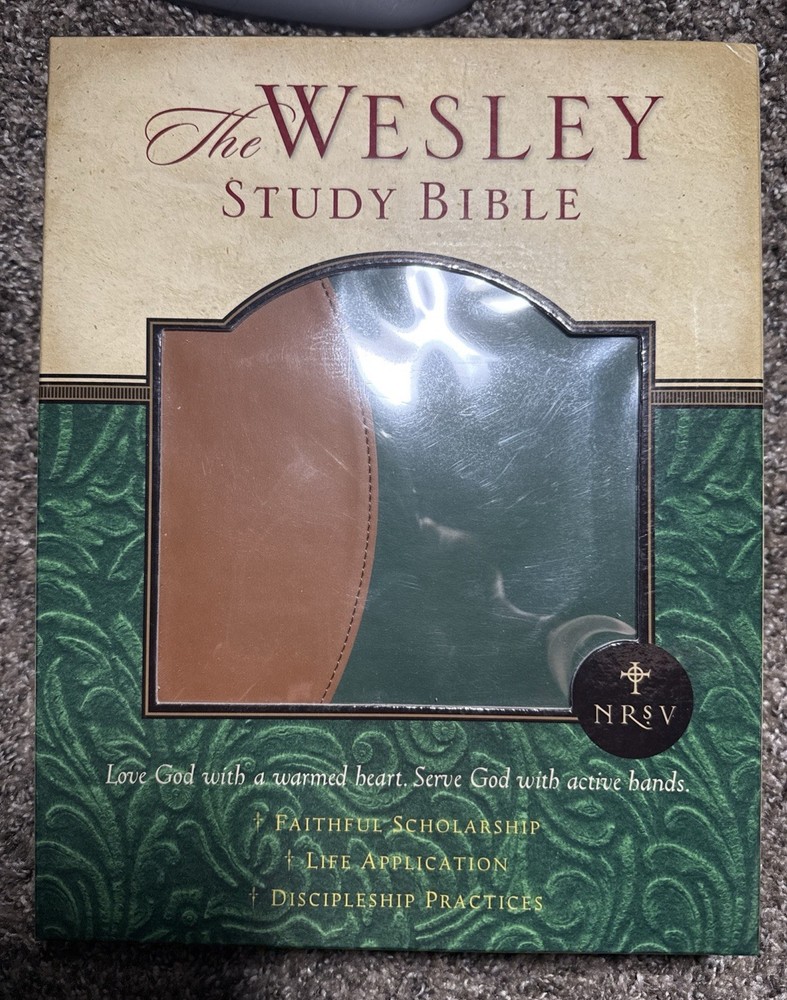 The WESLEY
STUDY BIBLE
NRSV
Love God with a warmed heart. Serve God with active hands.
† FAITHFUL SCHOLARSHIP
† LIFE APPLICATION
† DISCIPLESHIP PRACTICES